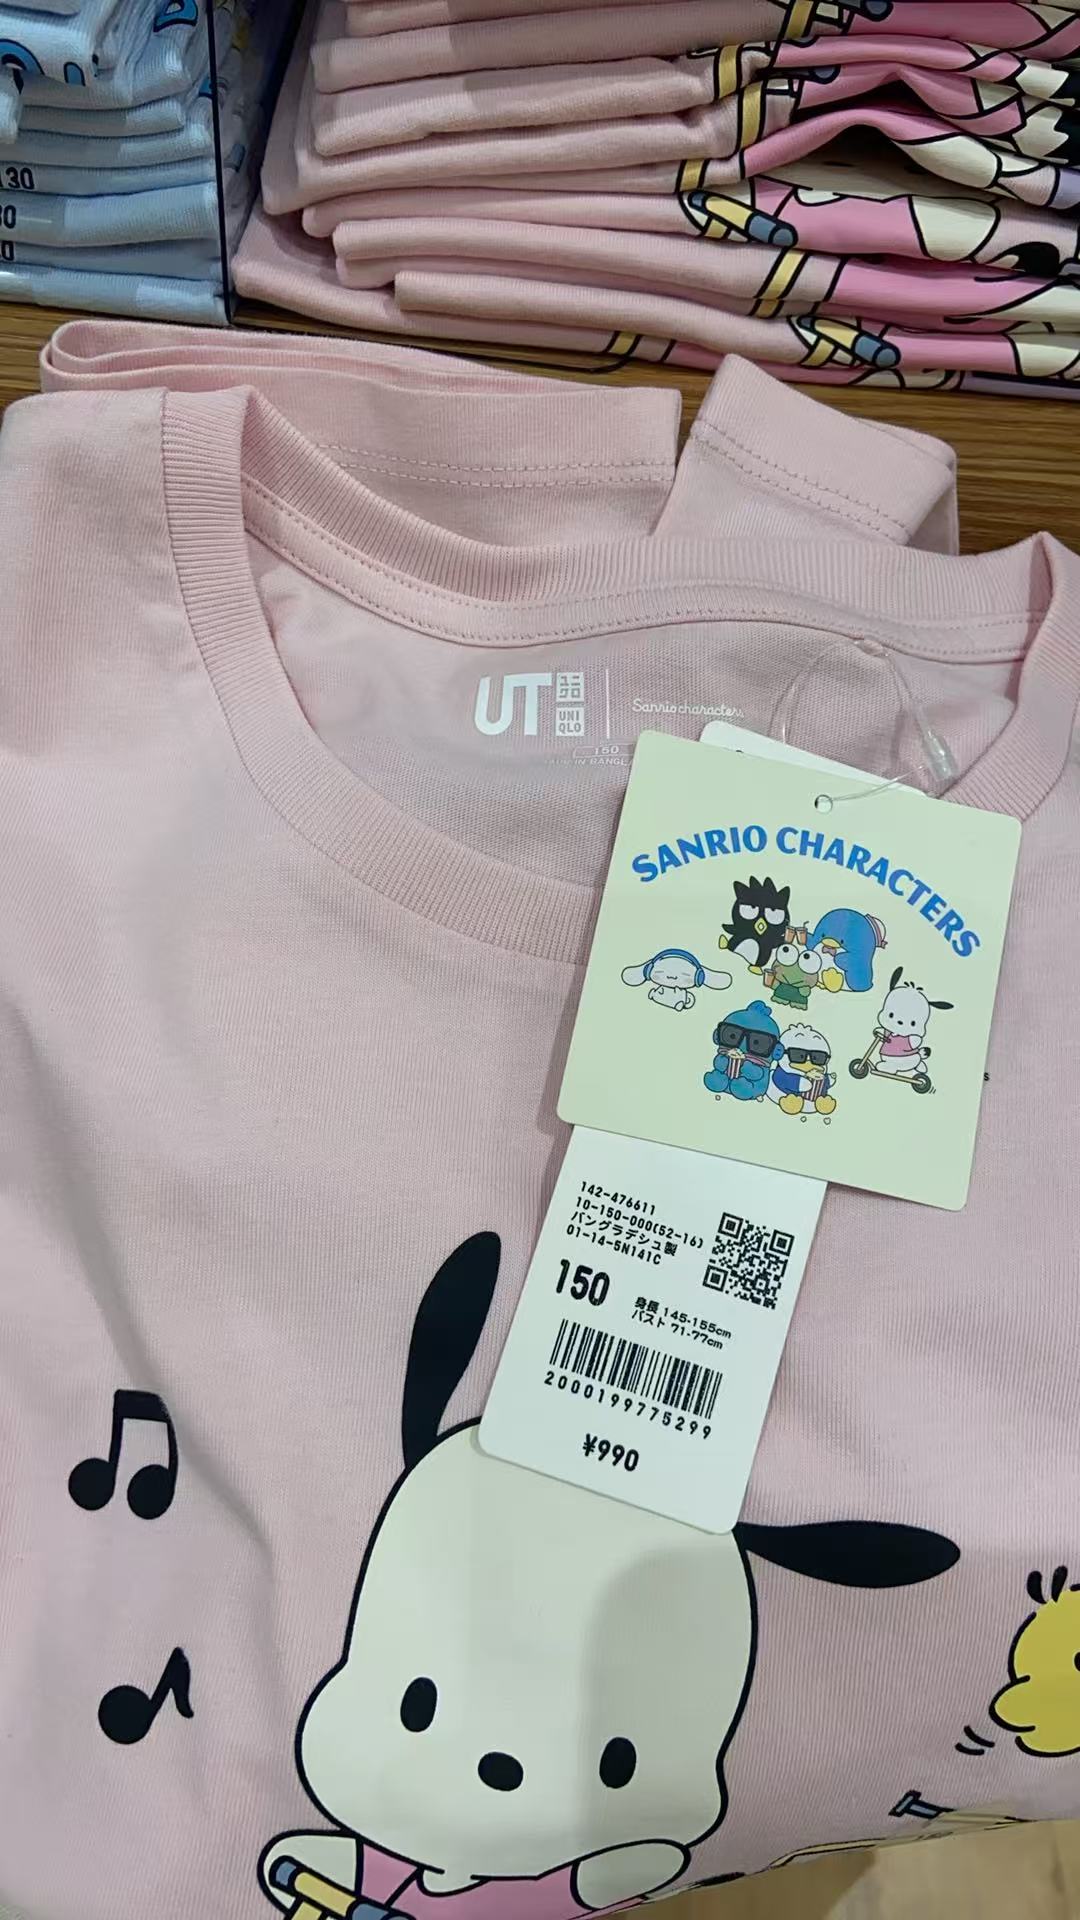 130
UT
ユニ
クロ
UNI
QLO
Sanrio characters
150
SANRIO CHARACTERS
142-476611
10-150-000(52-16)
バングラデシュ製
01-14-5N141C
150
身長 145-155cm
バスト 71-77cm
2000199775299
¥990